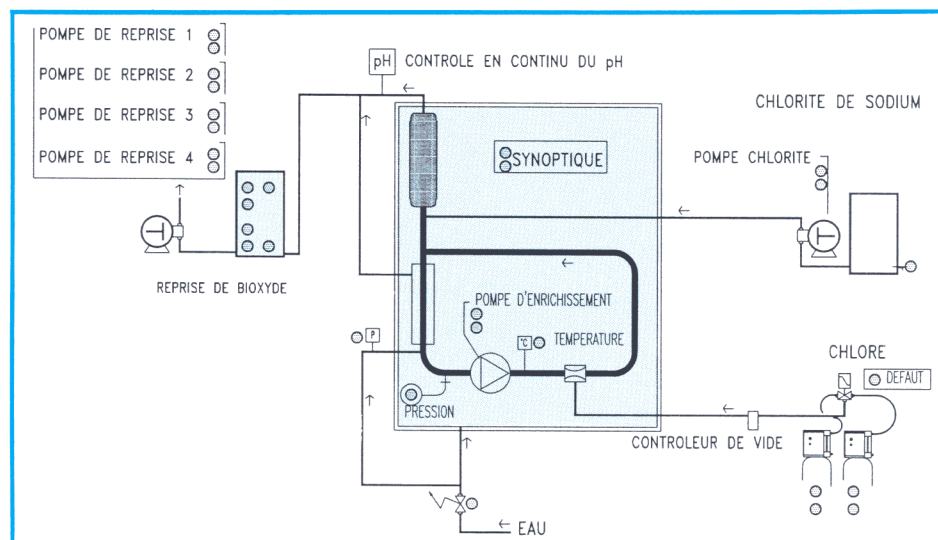 POMPE DE REPRISE 1
POMPE DE REPRISE 2
POMPE DE REPRISE 3
POMPE DE REPRISE 4
pH
CONTROLE EN CONTINU DU pH
CHLORITE DE SODIUM
SYNOPTIQUE
POMPE CHLORITE
REPRISE DE BIOXYDE
POMPE D'ENRICHISSEMENT
P
°C
TEMPERATURE
CHLORE
DEFAUT
PRESSION
CONTROLEUR DE VIDE
EAU